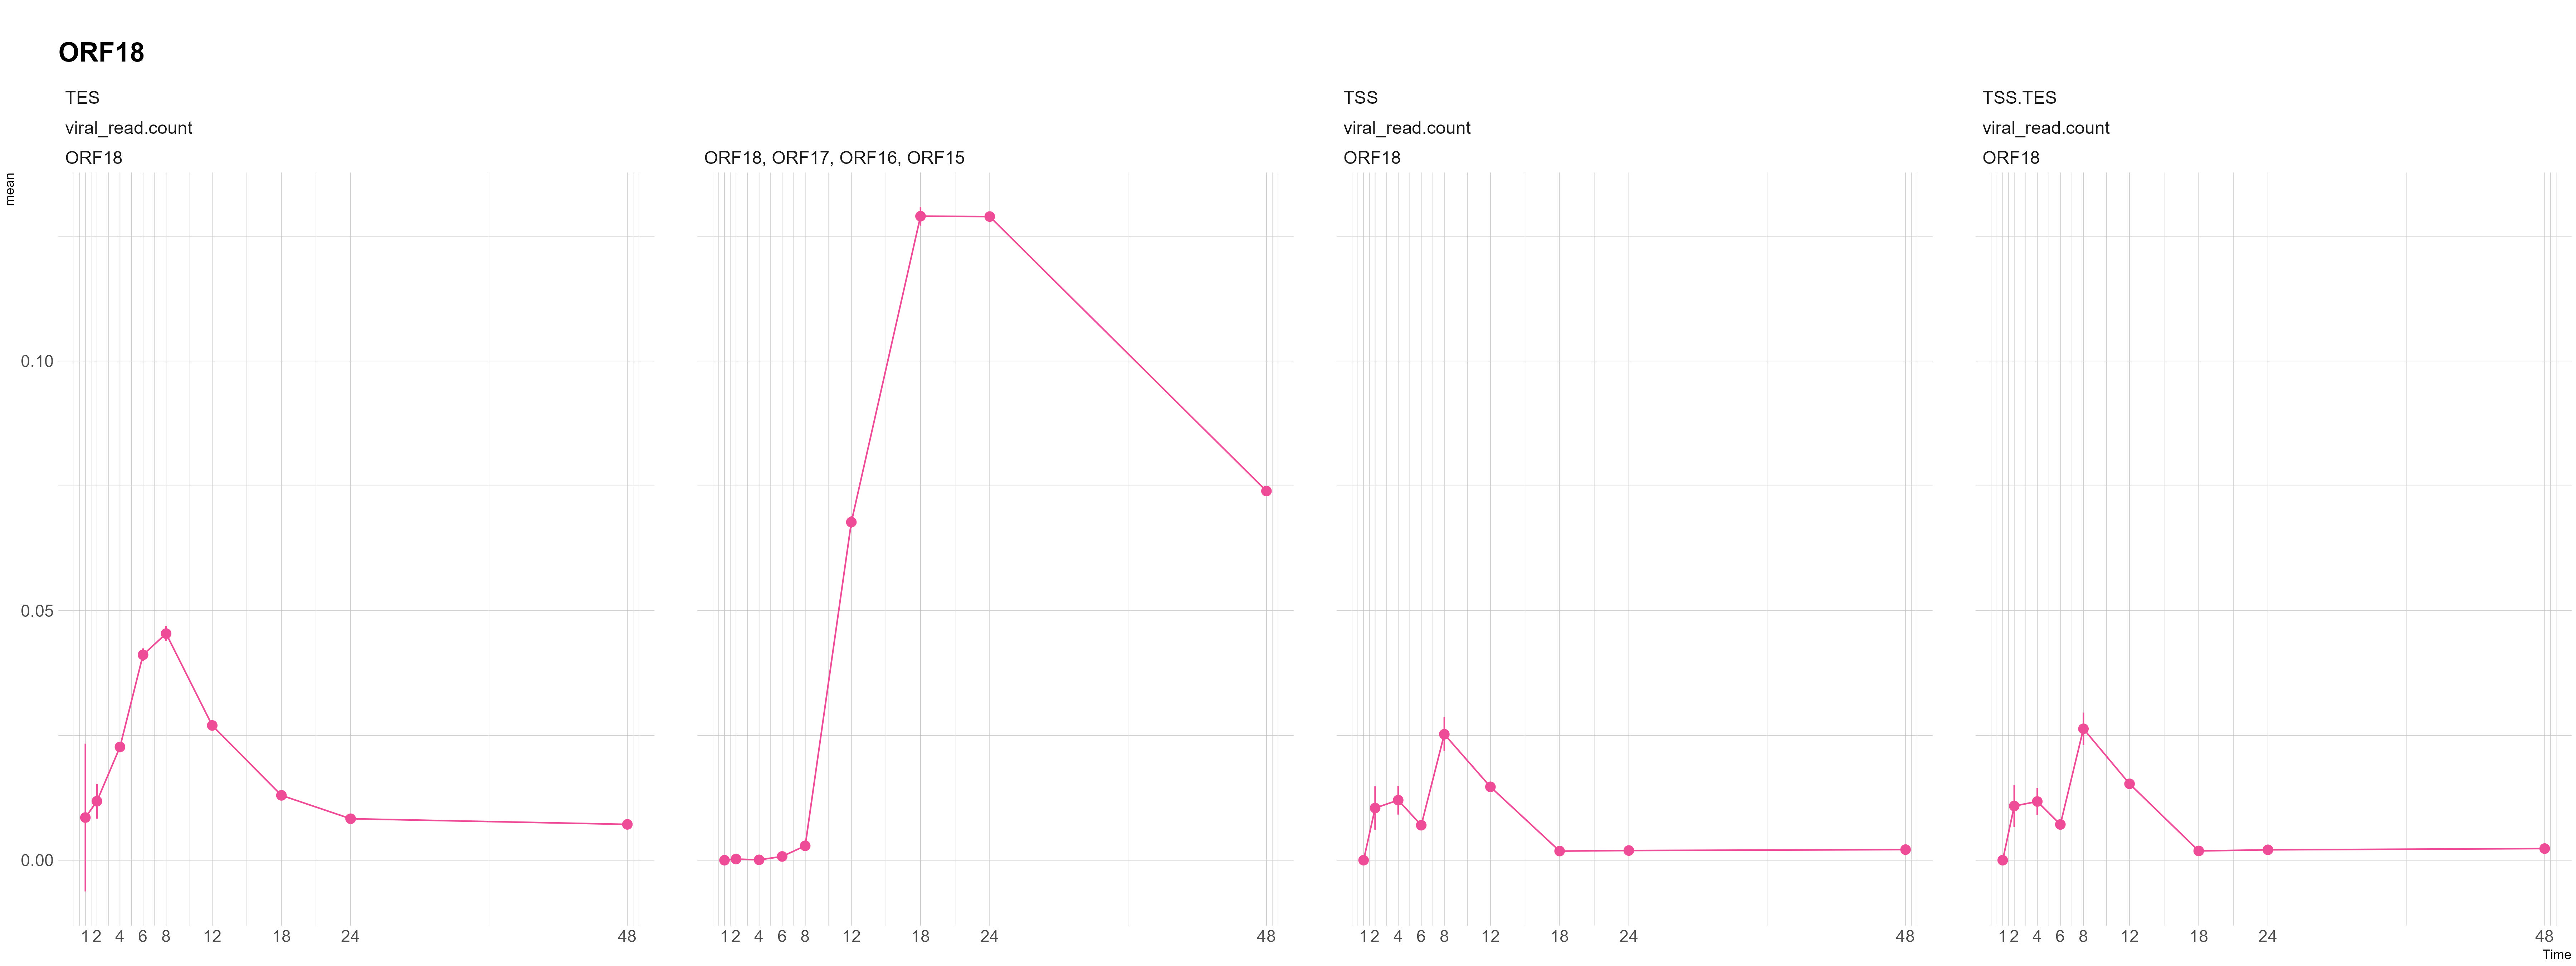 ORF18
TES
viral_read.count
ORF18
ORF18, ORF17, ORF16, ORF15
TSS
viral_read.count
ORF18
TSS.TES
viral_read.count
ORF18
mean
0.10
0.05
0.00
1 2 4 6 8 12 18 24 48
1 2 4 6 8 12 18 24 48
1 2 4 6 8 12 18 24 48
1 2 4 6 8 12 18 24 48
Time